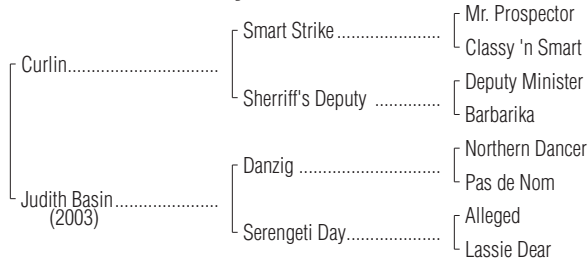 Mr. Prospector
Smart Strike ....................
Classy 'n Smart
Curlin..............................
Deputy Minister
Sherriff's Deputy .............
Barbarika
Northern Dancer
Danzig ...........................
Pas de Nom
Judith Basin....................
(2003)
Alleged
Serengeti Day..................
Lassie Dear